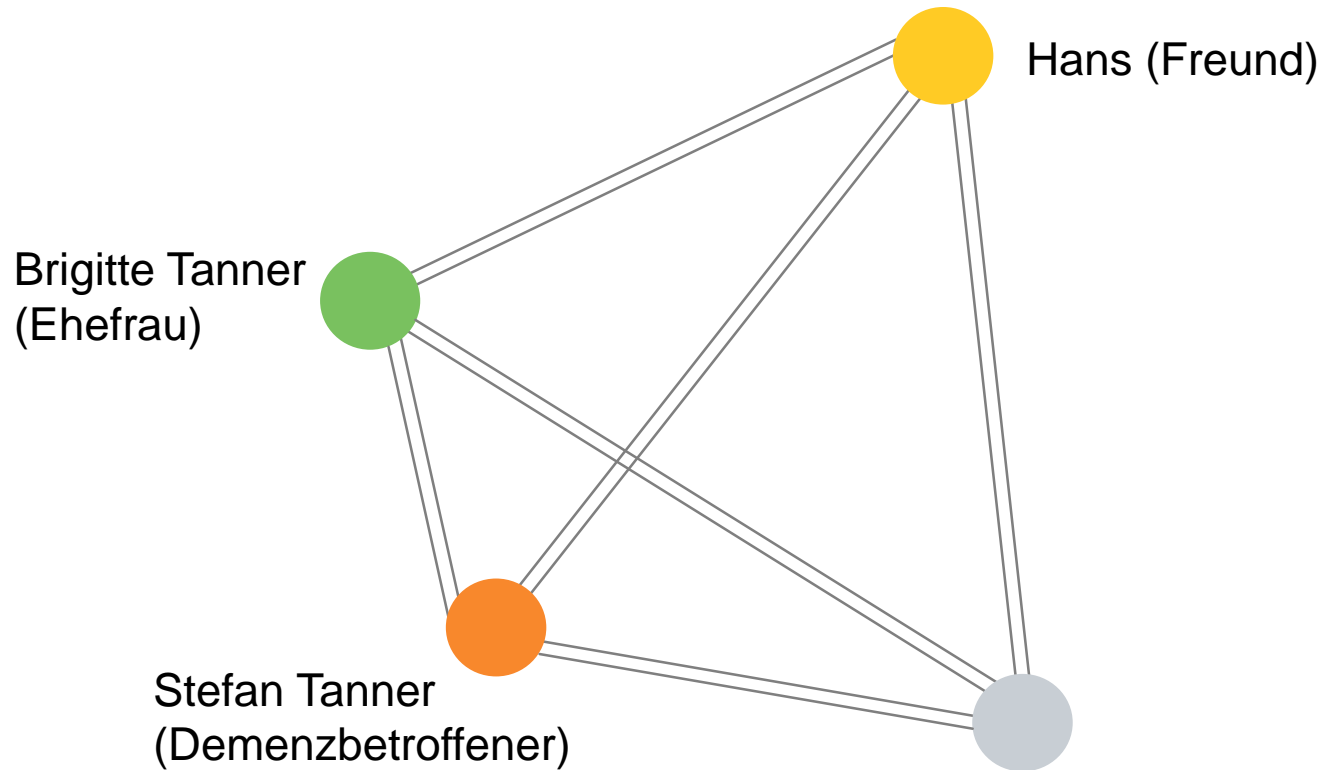 Hans (Freund)
Brigitte Tanner
(Ehefrau)
Stefan Tanner
(Demenzbetroffener)